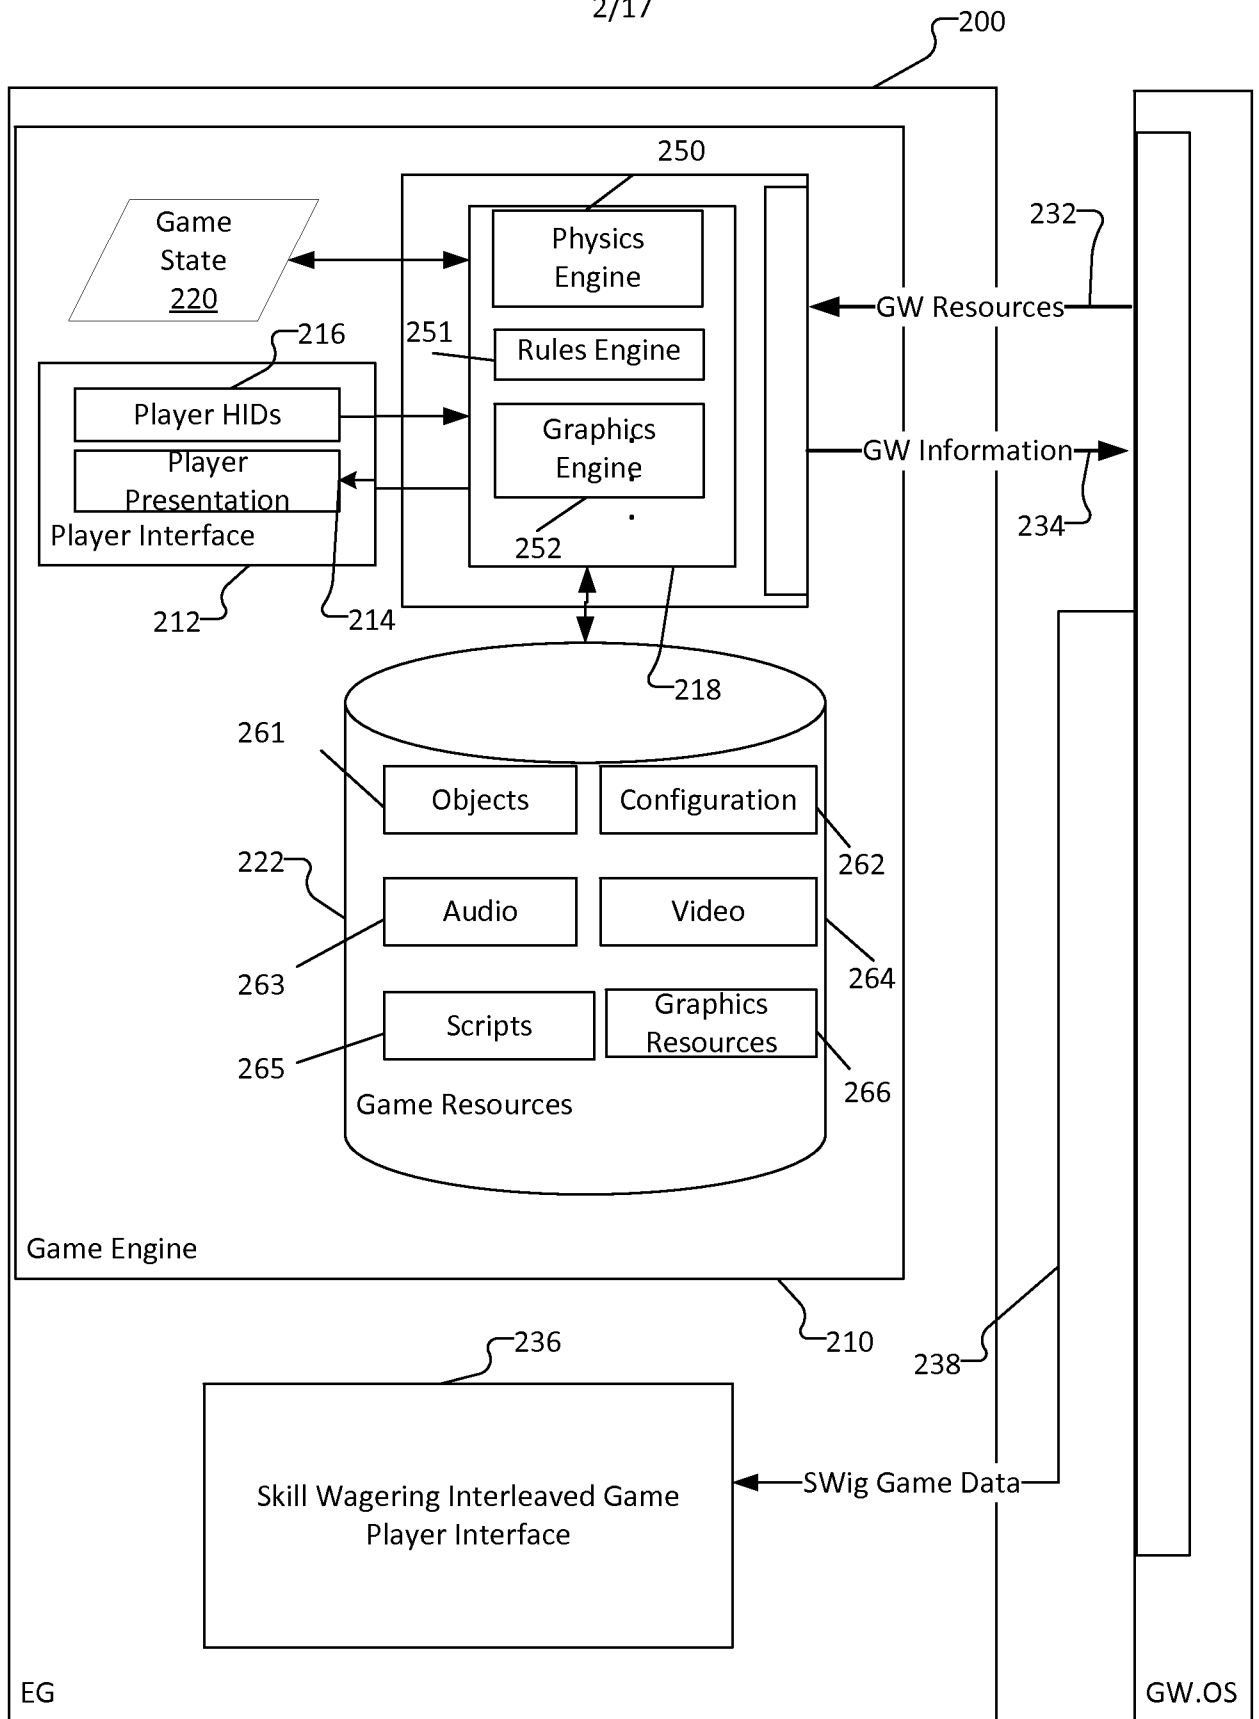 2/17
200
250
Game
State
220
Physics
Engine
232
GW Resources
216
251
Rules Engine
Player HIDs
Graphics
Engine
GW Information
Player
Presentation
Player Interface
252
234
212
214
218
261
Objects
Configuration
222
262
Audio
Video
263
264
Scripts
Graphics
Resources
265
266
Game Resources
Game Engine
210
236
238
SWig Game Data
Skill Wagering Interleaved Game
Player Interface
EG
GW.OS